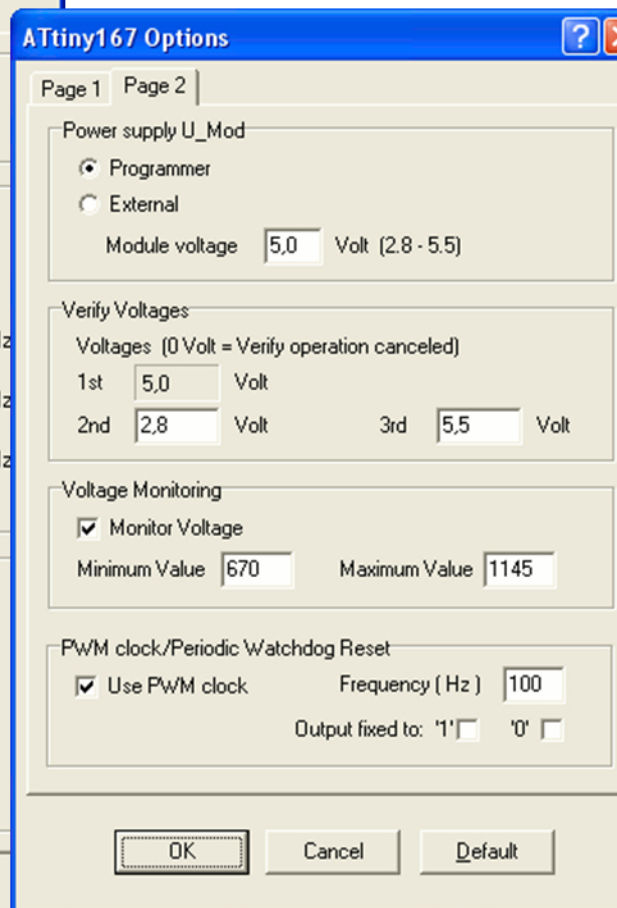 ATtiny167 Options
Page 1 Page 2
Power supply U_Mod
Programmer
External
Module voltage 5,0 Volt (2.8 - 5.5)
Verify Voltages
Voltages (0 Volt = Verify operation canceled)
1st 5,0 Volt
2nd 2,8 Volt 3rd 5,5 Volt
Voltage Monitoring
Monitor Voltage
Minimum Value 670 Maximum Value 1145
PWM clock/Periodic Watchdog Reset
Use PWM clock Frequency ( Hz ) 100
Output fixed to: '1' '0'
OK Cancel Default